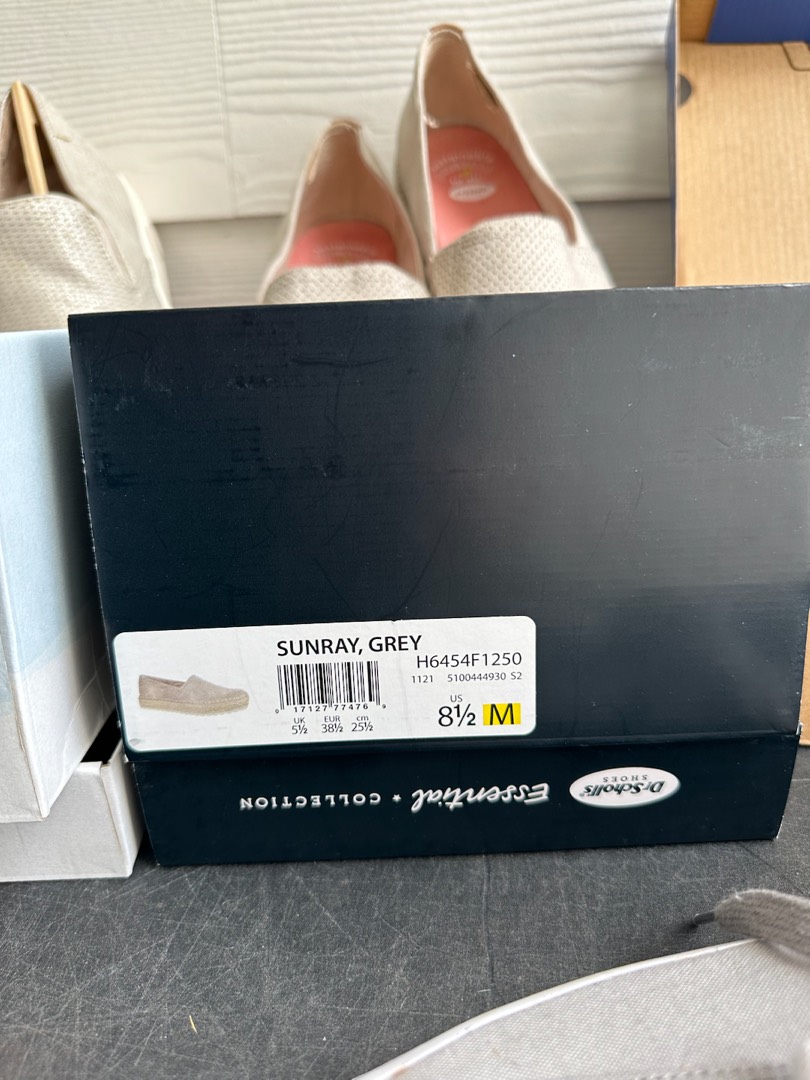 SUNRAY, GREY
H6454F1250
1121 5100444930 S2
0 17127 77476 9
UK EUR cm
5½ 38½ 25½
US
8½ M
Dr. Scholl's
SHOES
Essential ★ COLLECTION